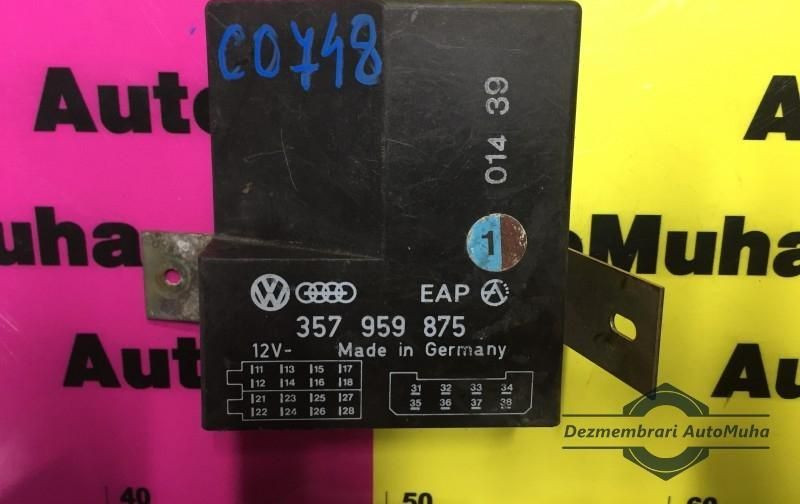 C0748
Auto
014 39
Muha
eMuha
1
EAP
357 959 875
12V- Made in Germany
11 13 15 17
12 14 16 18
21 23 25 27
22 24 26 28
31 32 33 34
35 36 37 38
Auto
A
Dezmembrari AutoMuha
40
50
60